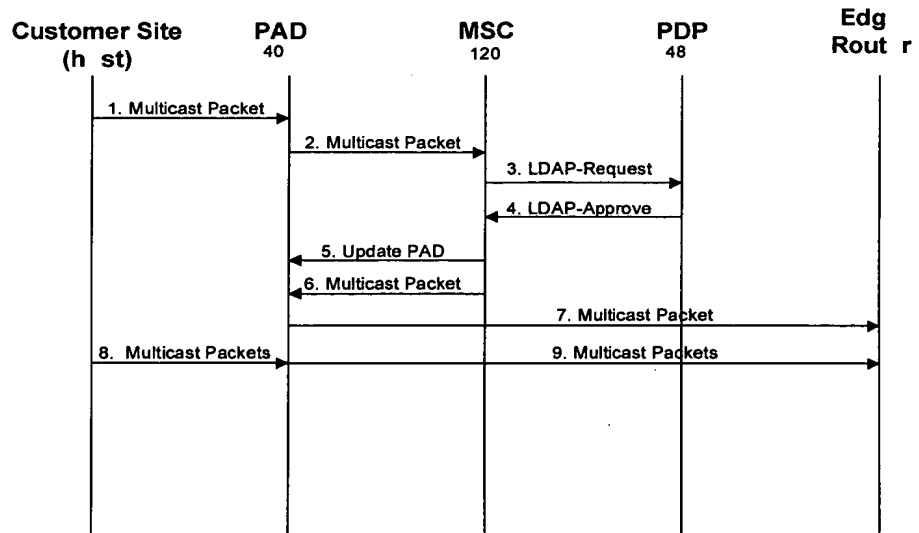 Customer Site
(h st)
PAD
40
MSC
120
PDP
48
Edg
Rout r
1. Multicast Packet
2. Multicast Packet
3. LDAP-Request
4. LDAP-Approve
5. Update PAD
6. Multicast Packet
7. Multicast Packet
8. Multicast Packets
9. Multicast Packets